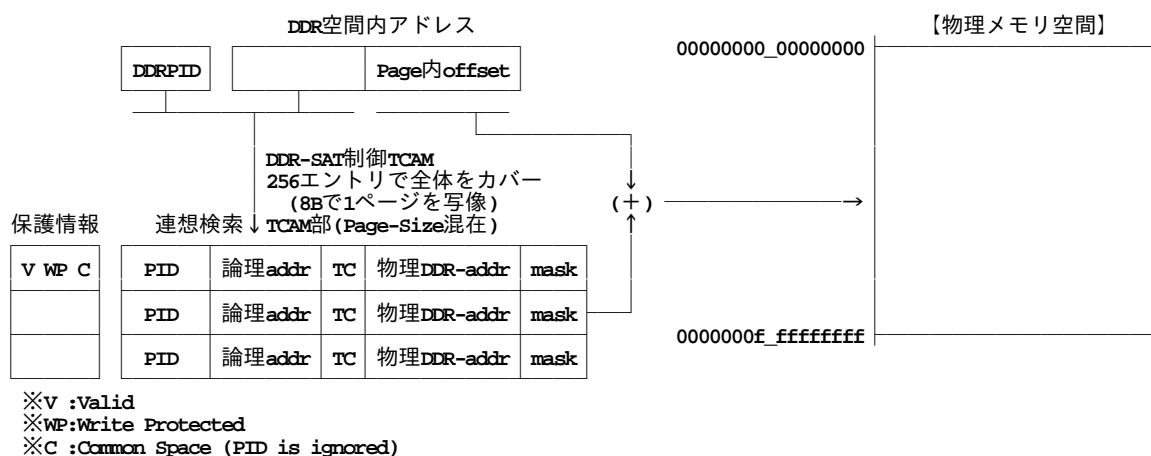 DDR空間内アドレス
【物理メモリ空間】
00000000_00000000
DDRPID
Page内offset
DDR-SAT制御TCAM
256エントリで全体をカバー
(8Bで1ページを写像)
(+)
保護情報
連想検索↓TCAM部(Page-Size混在)
V WP C PID 論理addr TC 物理DDR-addr mask
PID 論理addr TC 物理DDR-addr mask
PID 論理addr TC 物理DDR-addr mask
0000000f_ffffffff
※V :Valid
※WP:Write Protected
※C :Common Space (PID is ignored)